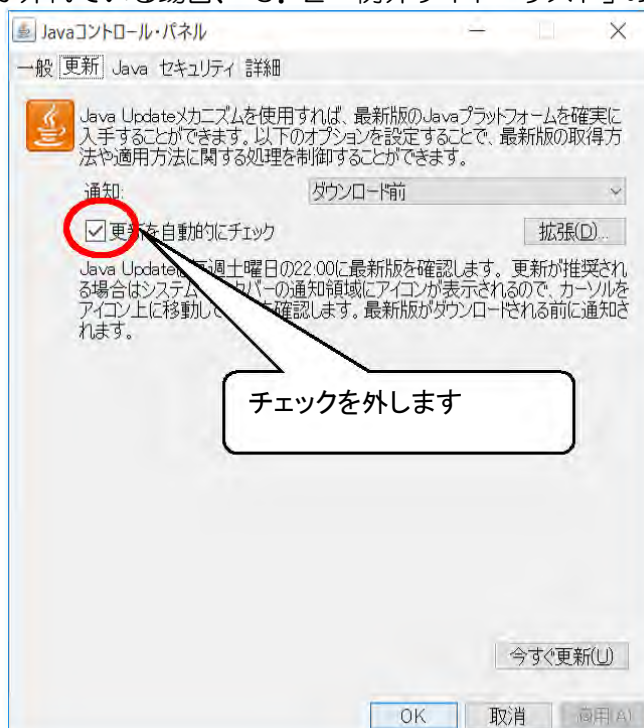 Javaコントロール・パネル
一般 更新 Java セキュリティ 詳細
Java Updateメカニズムを使用すれば、最新版のJavaプラットフォームを確実に
入手することができます。以下のオプションを設定することで、最新版の取得方
法や適用方法に関する処理を制御することができます。
通知: ダウンロード前
更新を自動的にチェック 拡張(D)...
Java Updateは毎週土曜日の22:00に最新版を確認します。更新が推奨され
る場合はシステム・ バーの通知領域にアイコンが表示されるので、カーソルを
アイコン上に移動して を確認します。最新版がダウンロードされる前に通知さ
れます。
チェックを外します
今すぐ更新(U)
OK 取消 適用(A)